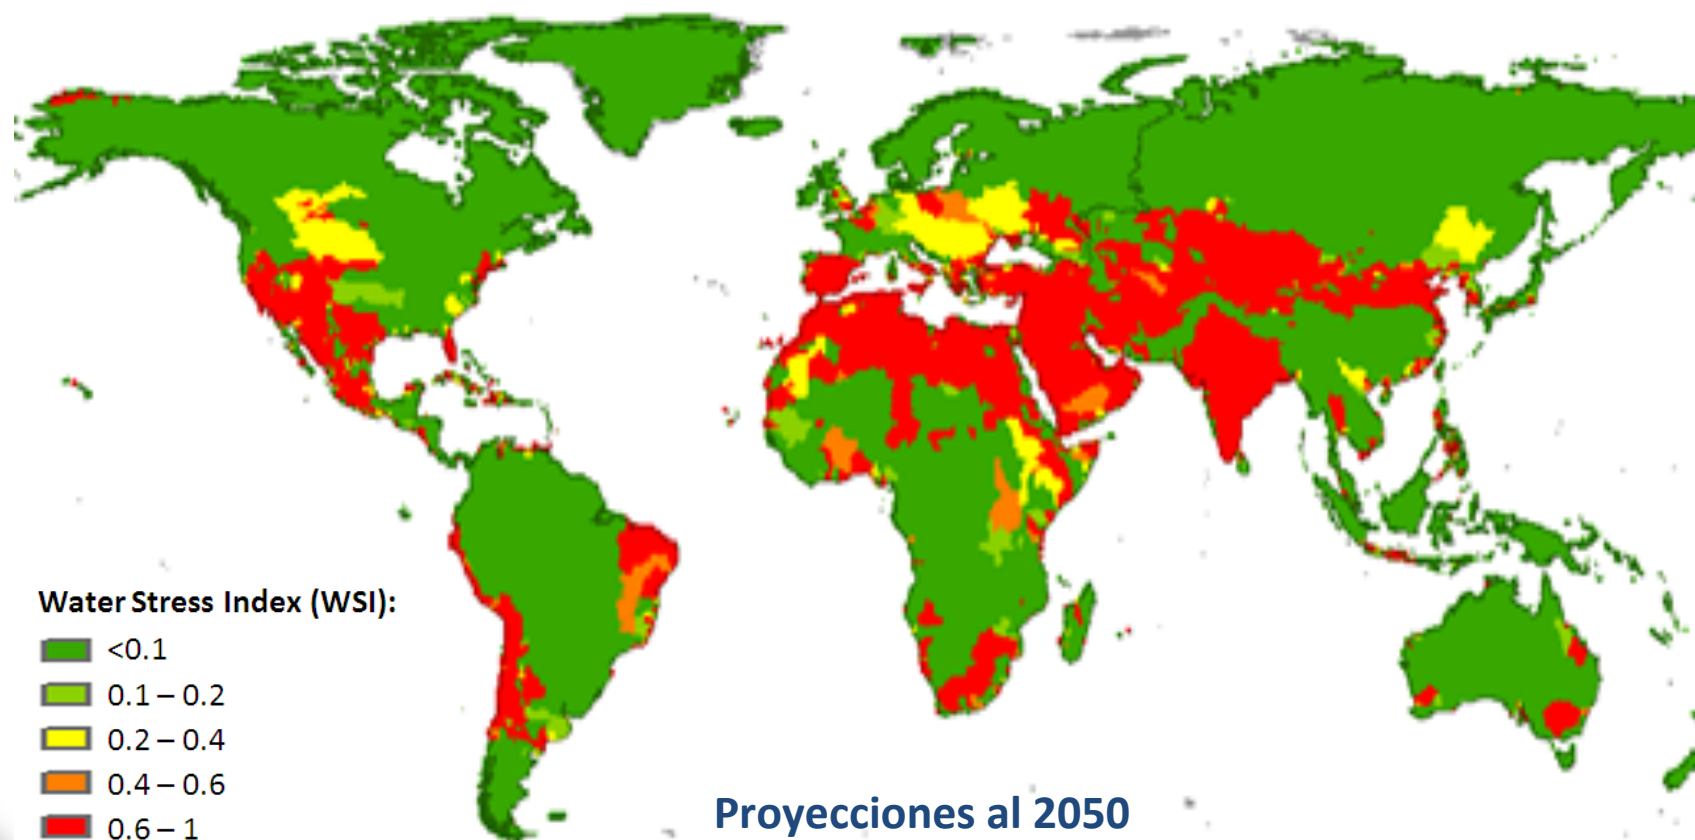 Water Stress Index (WSI):
<0.1
0.1 – 0.2
0.2 – 0.4
0.4 – 0.6
0.6 – 1
Proyecciones al 2050